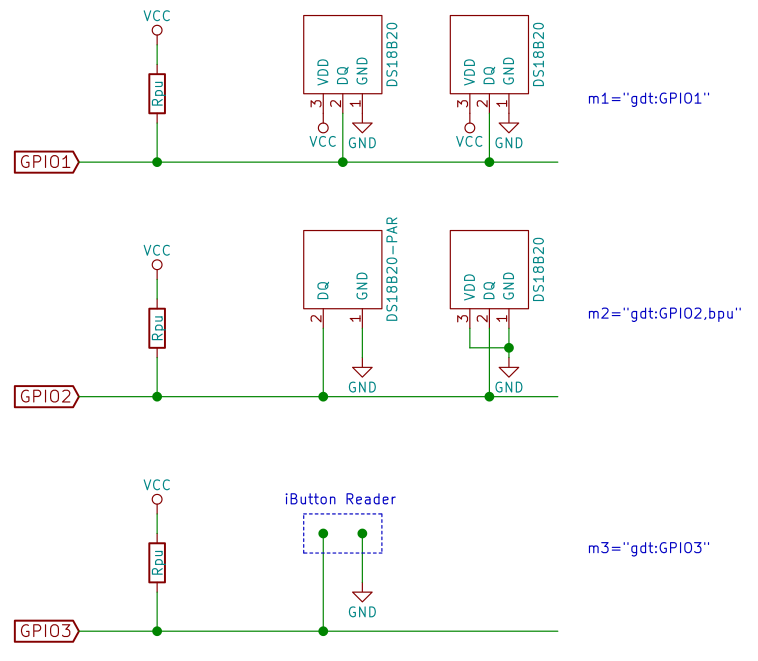 VCC
Rpu
VDD
DQ
GND
DS18B20
3
2
1
VCC
GND
VDD
DQ
GND
DS18B20
3
2
1
VCC
GND
m1="gdt:GPIO1"
GPIO1
VCC
Rpu
DQ
GND
DS18B20-PAR
2
1
GND
VDD
DQ
GND
DS18B20
3
2
1
GND
m2="gdt:GPIO2,bpu"
GPIO2
VCC
Rpu
iButton Reader
GND
m3="gdt:GPIO3"
GPIO3